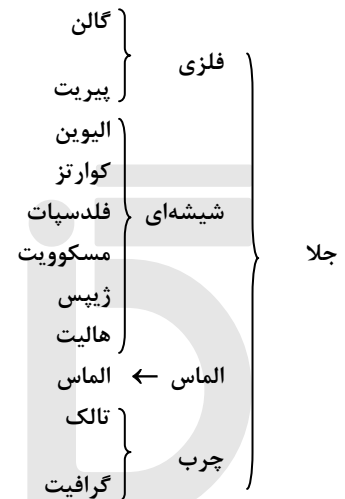 گالن
فلزی
پیریت
الیوین
کوارتز
شیشه‌ای فلدسپات
مسکوویت
جلا
ژیپس
هالیت
الماس ← الماس
تالک
چرب
گرافیت